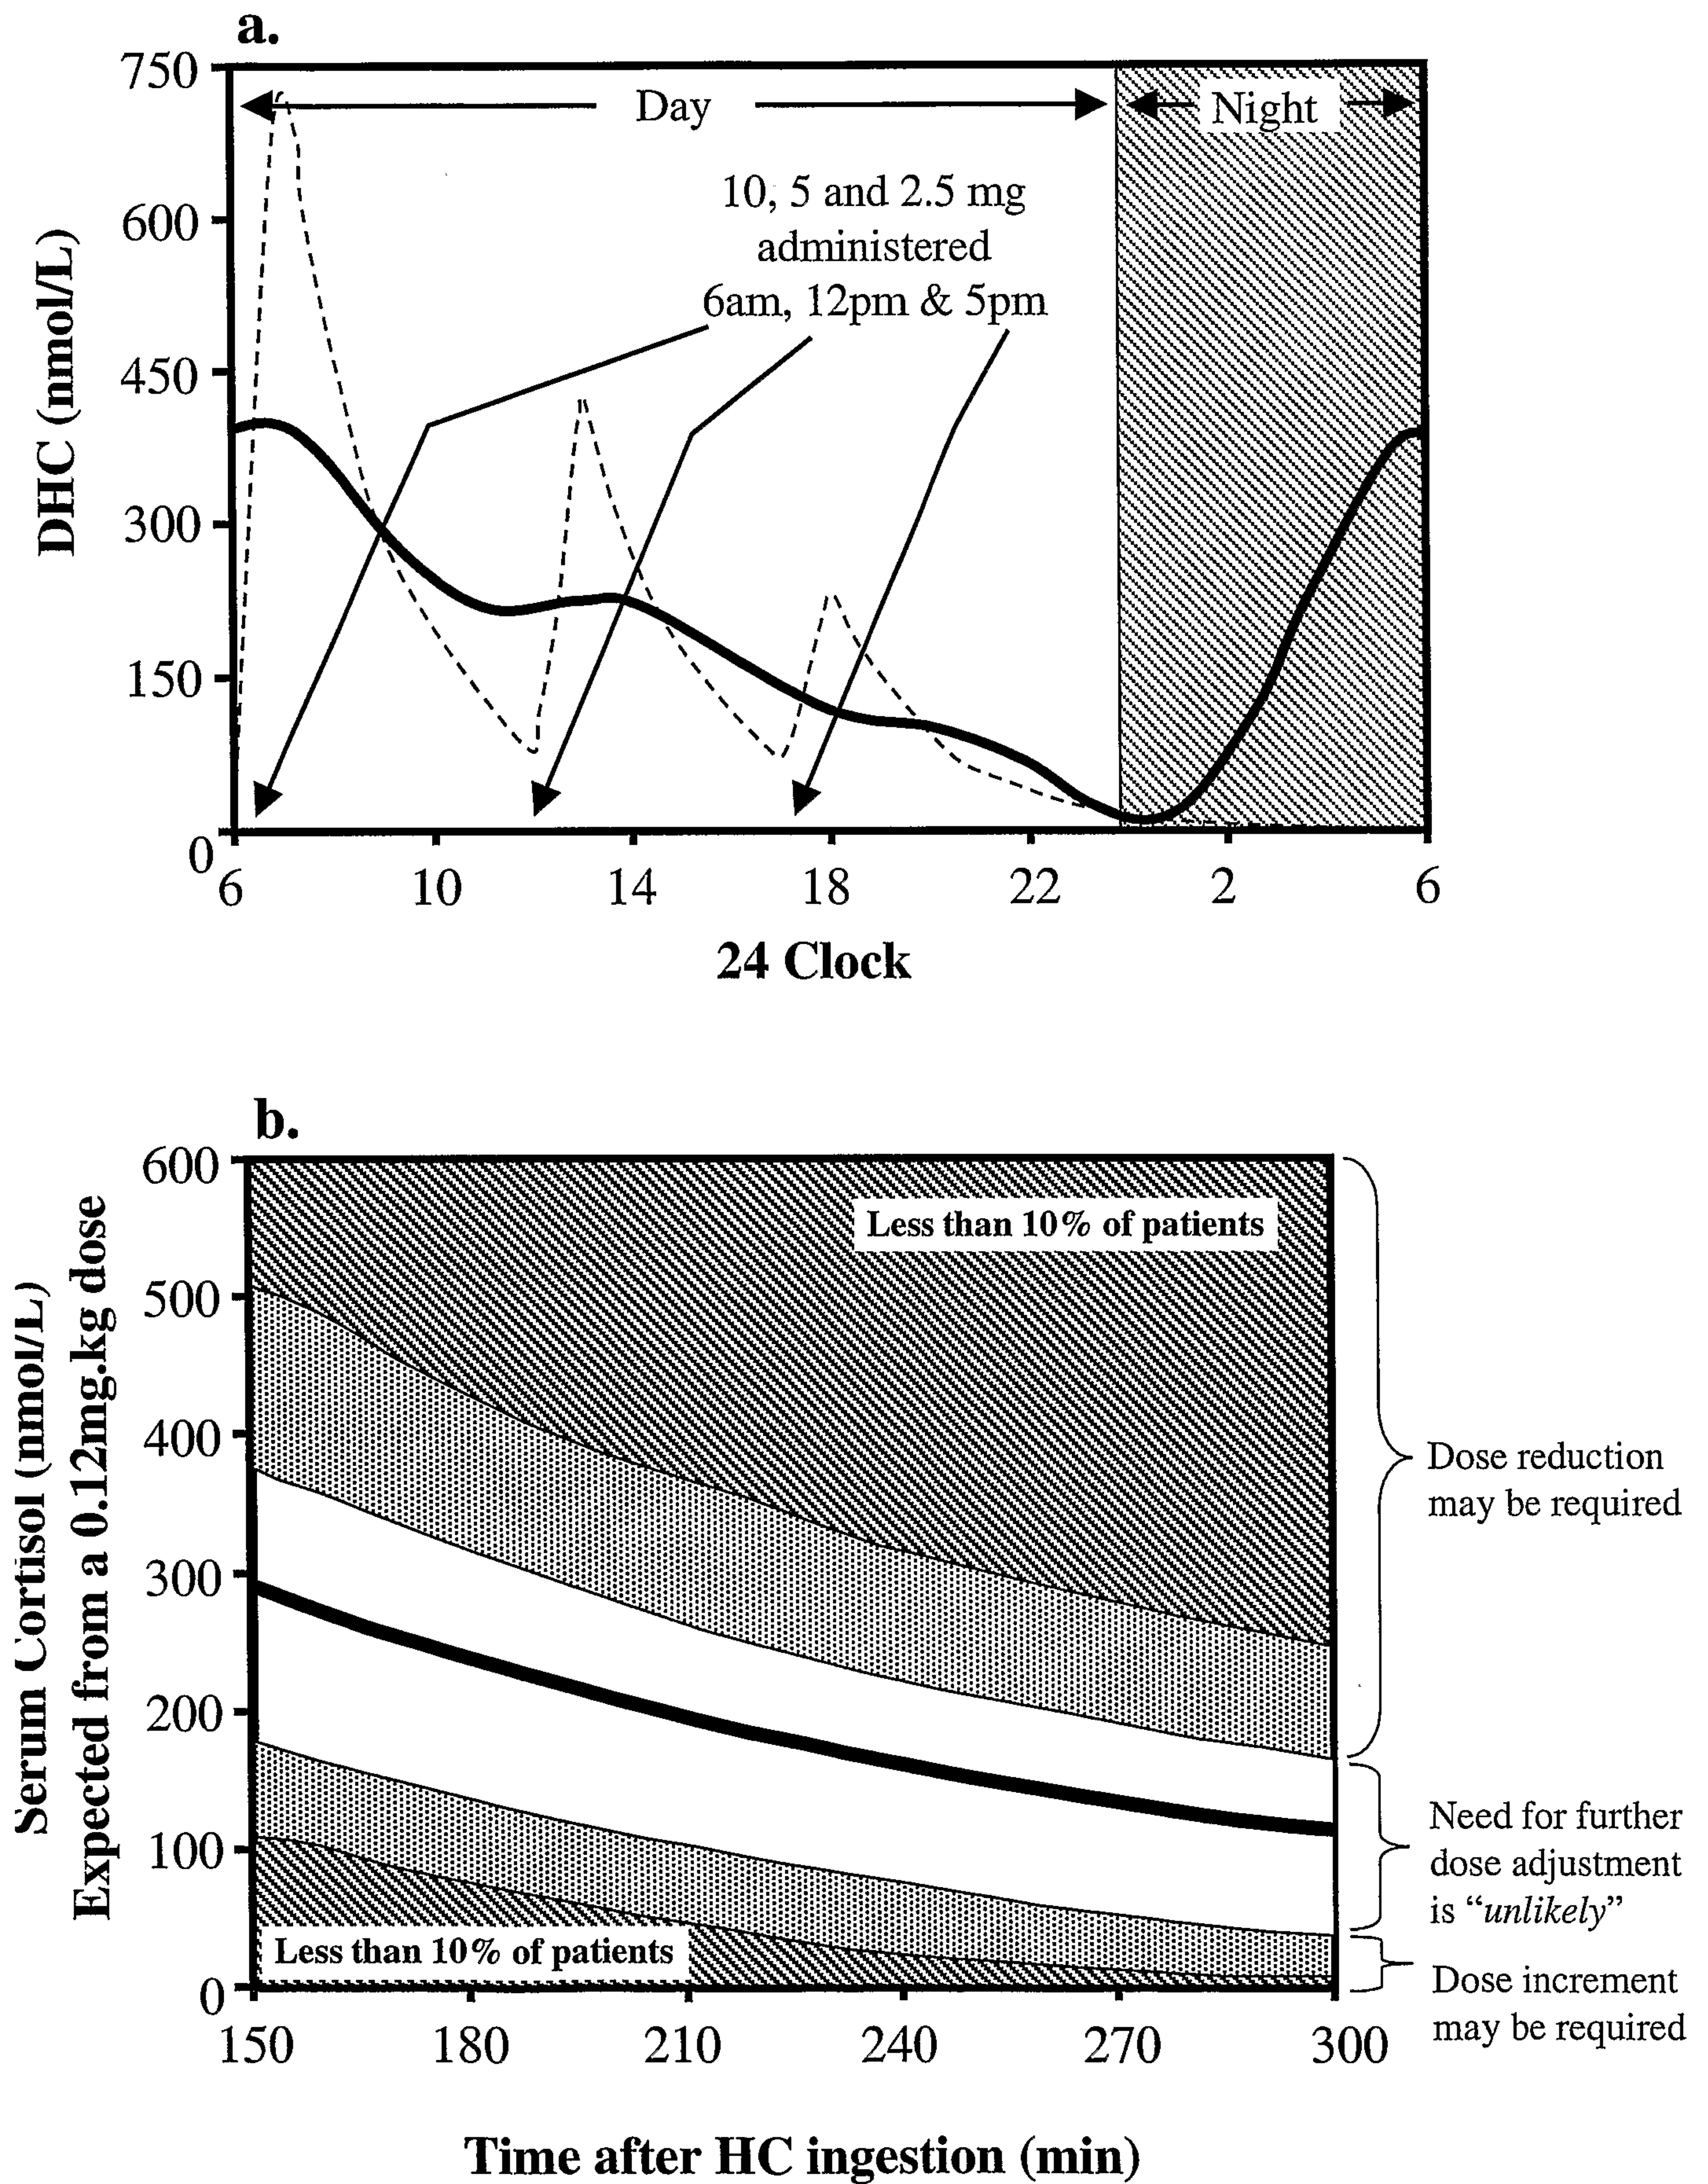 a.
750
600
450
300
150
0
DHC (nmol/L)
Day
Night
10, 5 and 2.5 mg
administered
6am, 12pm & 5pm
6 10 14 18 22 2 6
24 Clock
b.
600
500
400
300
200
100
0
Serum Cortisol (nmol/L)
Expected from a 0.12mg.kg dose
Less than 10% of patients
Less than 10% of patients
Dose reduction
may be required
Need for further
dose adjustment
is “unlikely”
Dose increment
may be required
150 180 210 240 270 300
Time after HC ingestion (min)